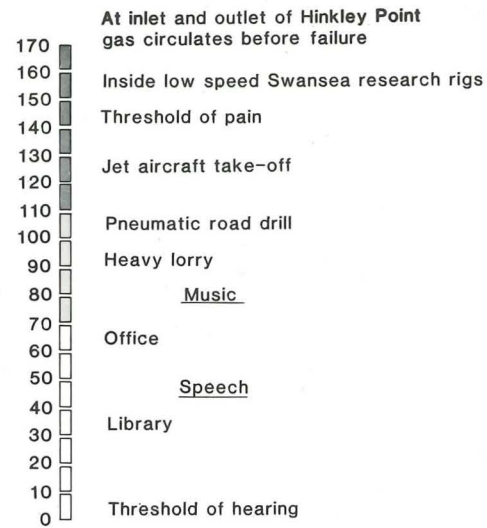 At inlet and outlet of Hinkley Point
gas circulates before failure
170
160
Inside low speed Swansea research rigs
150
Threshold of pain
140
130
Jet aircraft take-off
120
110
Pneumatic road drill
100
Heavy lorry
90
80
Music
70
Office
60
50
Speech
40
Library
30
20
10
Threshold of hearing
0